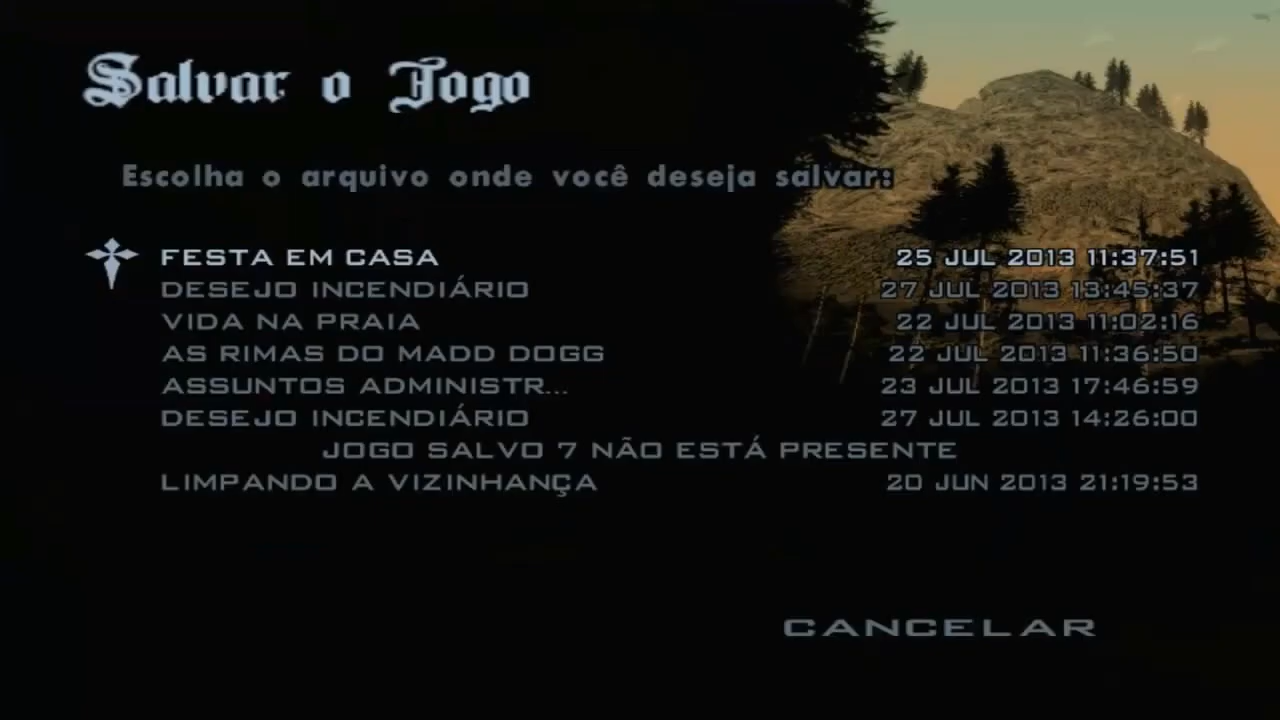 Salvar o Jogo
Escolha o arquivo onde você deseja salvar:
FESTA EM CASA 25 JUL 2013 11:37:51
DESEJO INCENDIÁRIO 27 JUL 2013 13:45:37
VIDA NA PRAIA 22 JUL 2013 11:02:16
AS RIMAS DO MADD DOGG 22 JUL 2013 11:36:50
ASSUNTOS ADMINISTR... 23 JUL 2013 17:46:59
DESEJO INCENDIÁRIO 27 JUL 2013 14:26:00
JOGO SALVO 7 NÃO ESTÁ PRESENTE
LIMPANDO A VIZINHANÇA 20 JUN 2013 21:19:53
CANCELAR